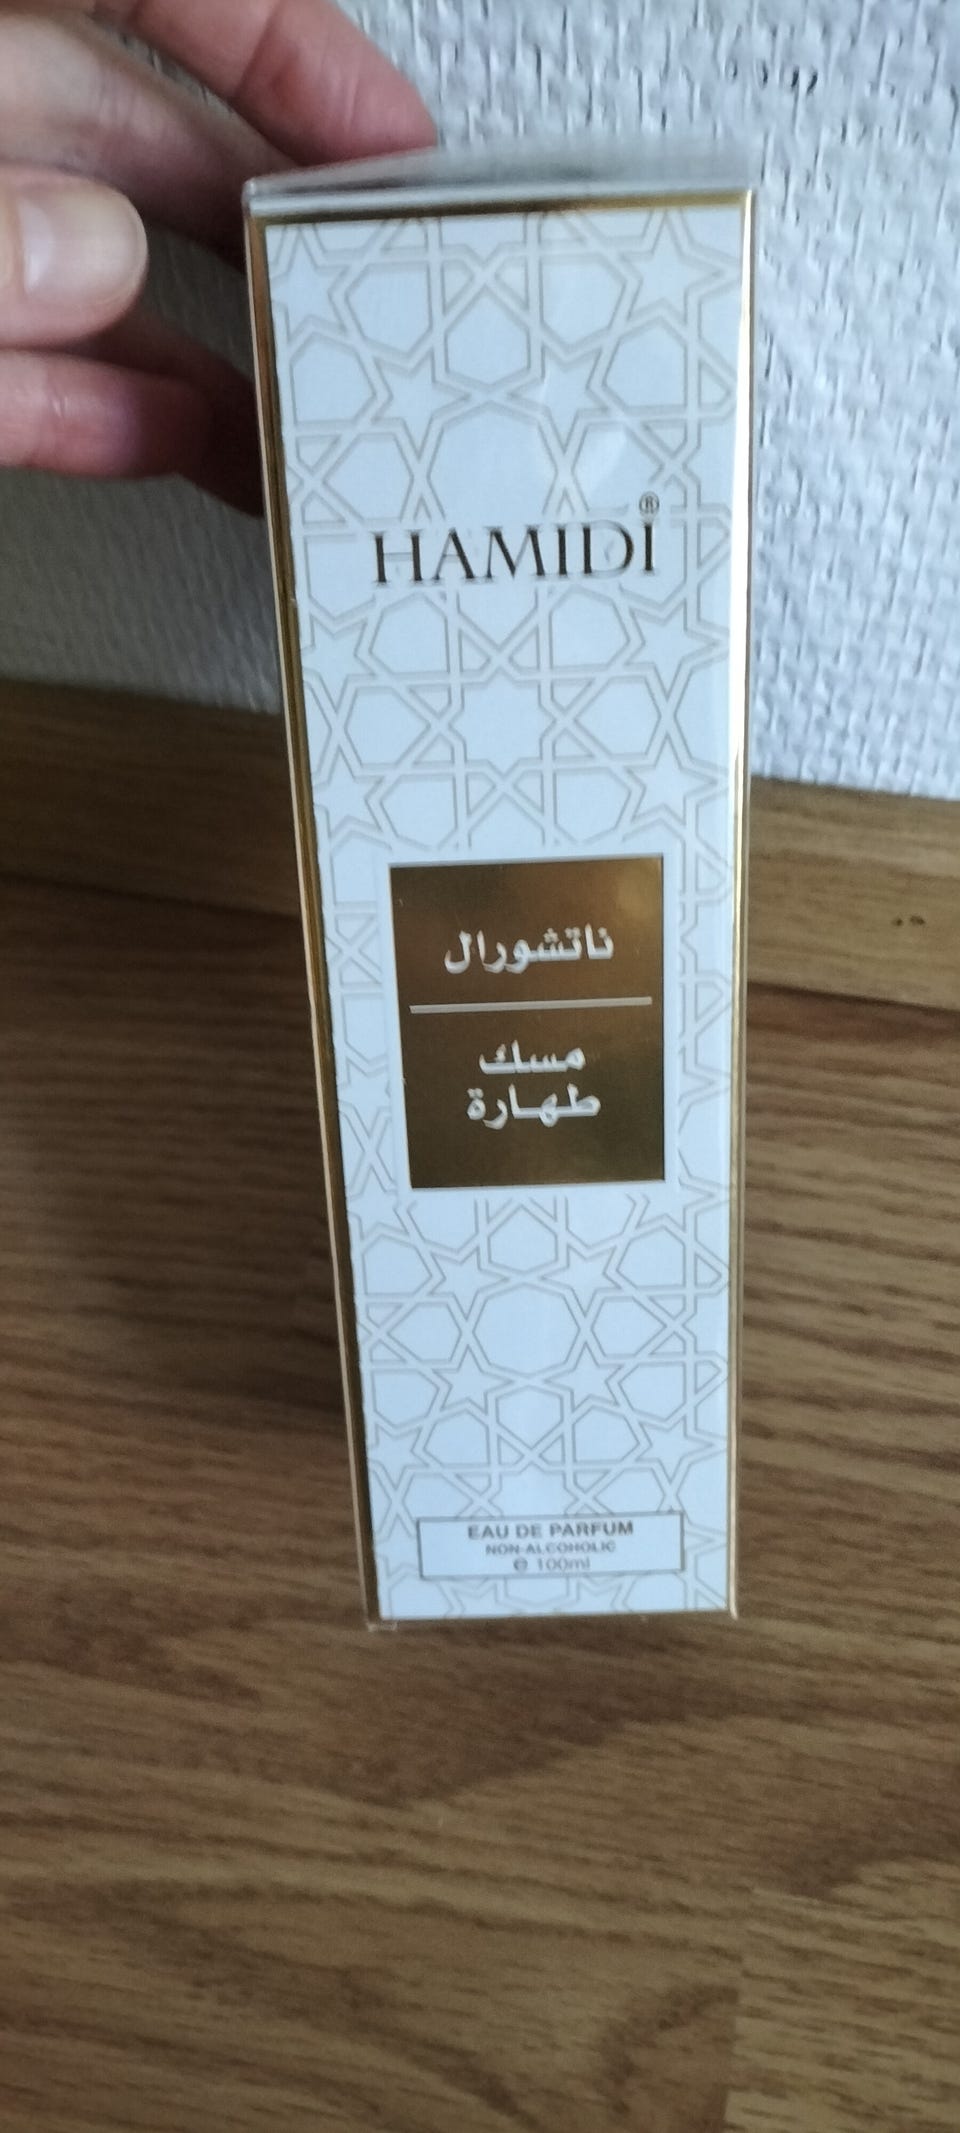 HAMIDI®
ناتشورال
مسك
طهارة
EAU DE PARFUM
NON-ALCOHOLIC
℮ 100ml